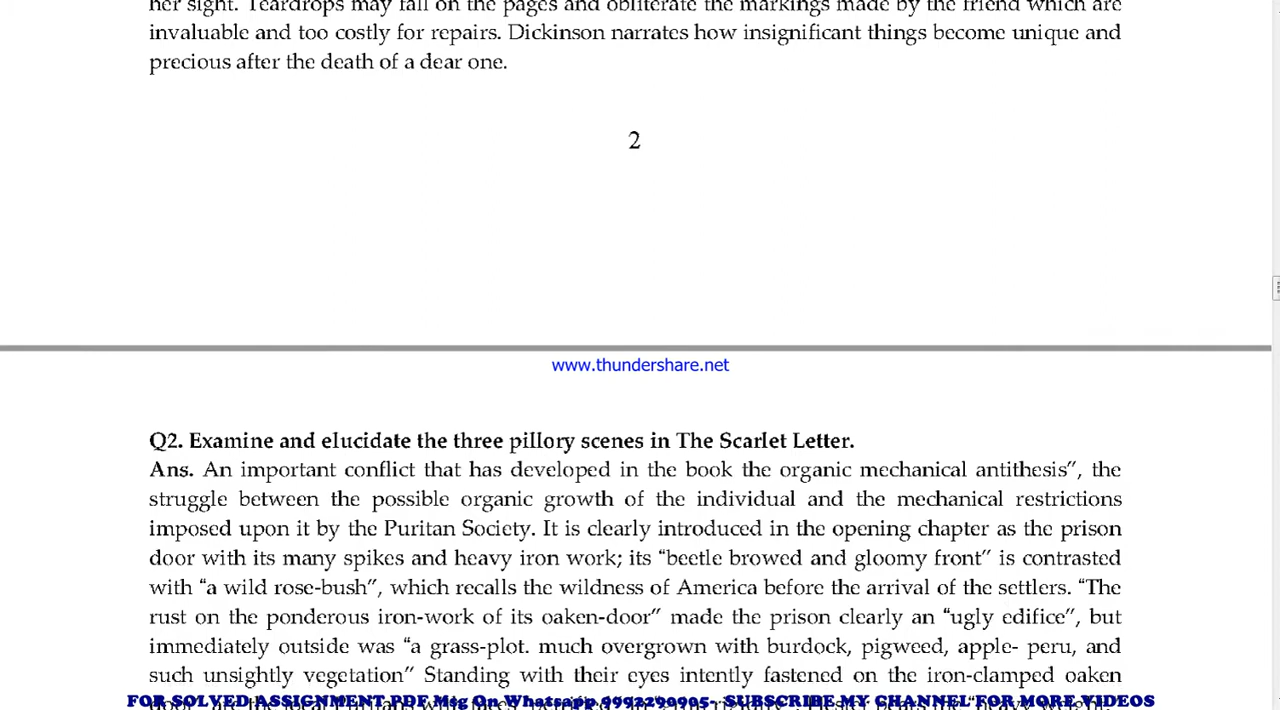 her sight. Teardrops may fall on the pages and obliterate the markings made by the friend which are
invaluable and too costly for repairs. Dickinson narrates how insignificant things become unique and
precious after the death of a dear one.
2
www.thundershare.net
Q2. Examine and elucidate the three pillory scenes in The Scarlet Letter.
Ans. An important conflict that has developed in the book the organic mechanical antithesis”, the
struggle between the possible organic growth of the individual and the mechanical restrictions
imposed upon it by the Puritan Society. It is clearly introduced in the opening chapter as the prison
door with its many spikes and heavy iron work; its “beetle browed and gloomy front” is contrasted
with “a wild rose-bush”, which recalls the wildness of America before the arrival of the settlers. “The
rust on the ponderous iron-work of its oaken-door” made the prison clearly an “ugly edifice”, but
immediately outside was “a grass-plot. much overgrown with burdock, pigweed, apple- peru, and
such unsightly vegetation” Standing with their eyes intently fastened on the iron-clamped oaken
FOR SOLVED ASSIGNMENT PDF Msg On Whatsapp 9992290905- SUBSCRIBE MY CHANNEL FOR MORE VIDEOS